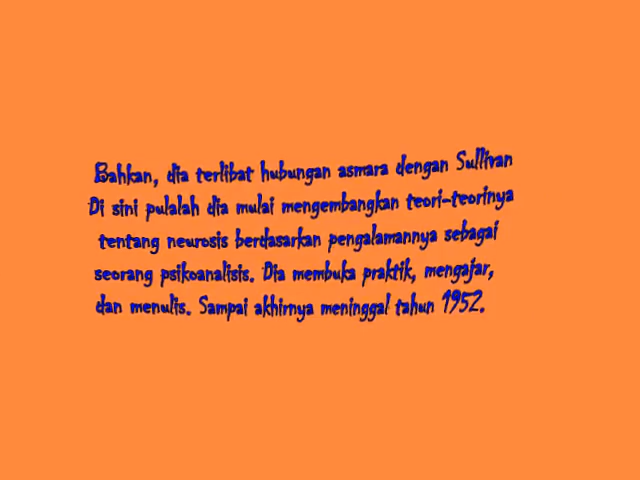 Bahkan, dia terlibat hubungan asmara dengan Sullivan
Di sini pulalah dia mulai mengembangkan teori-teorinya
tentang neurosis berdasarkan pengalamannya sebagai
seorang psikoanalisis. Dia membuka praktik, mengajar,
dan menulis. Sampai akhirnya meninggal tahun 1952.